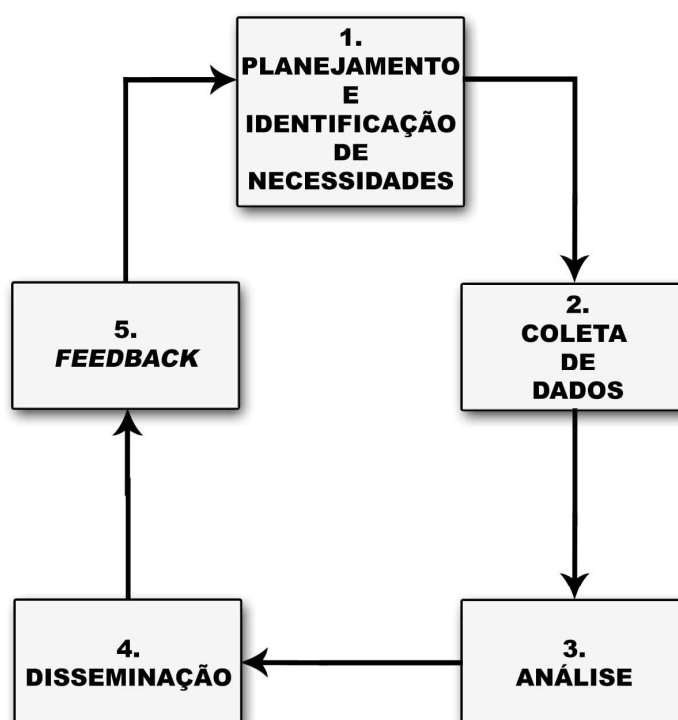 1.
PLANEJAMENTO
E
IDENTIFICAÇÃO
DE
NECESSIDADES
2.
COLETA
DE
DADOS
3.
ANÁLISE
4.
DISSEMINAÇÃO
5.
FEEDBACK